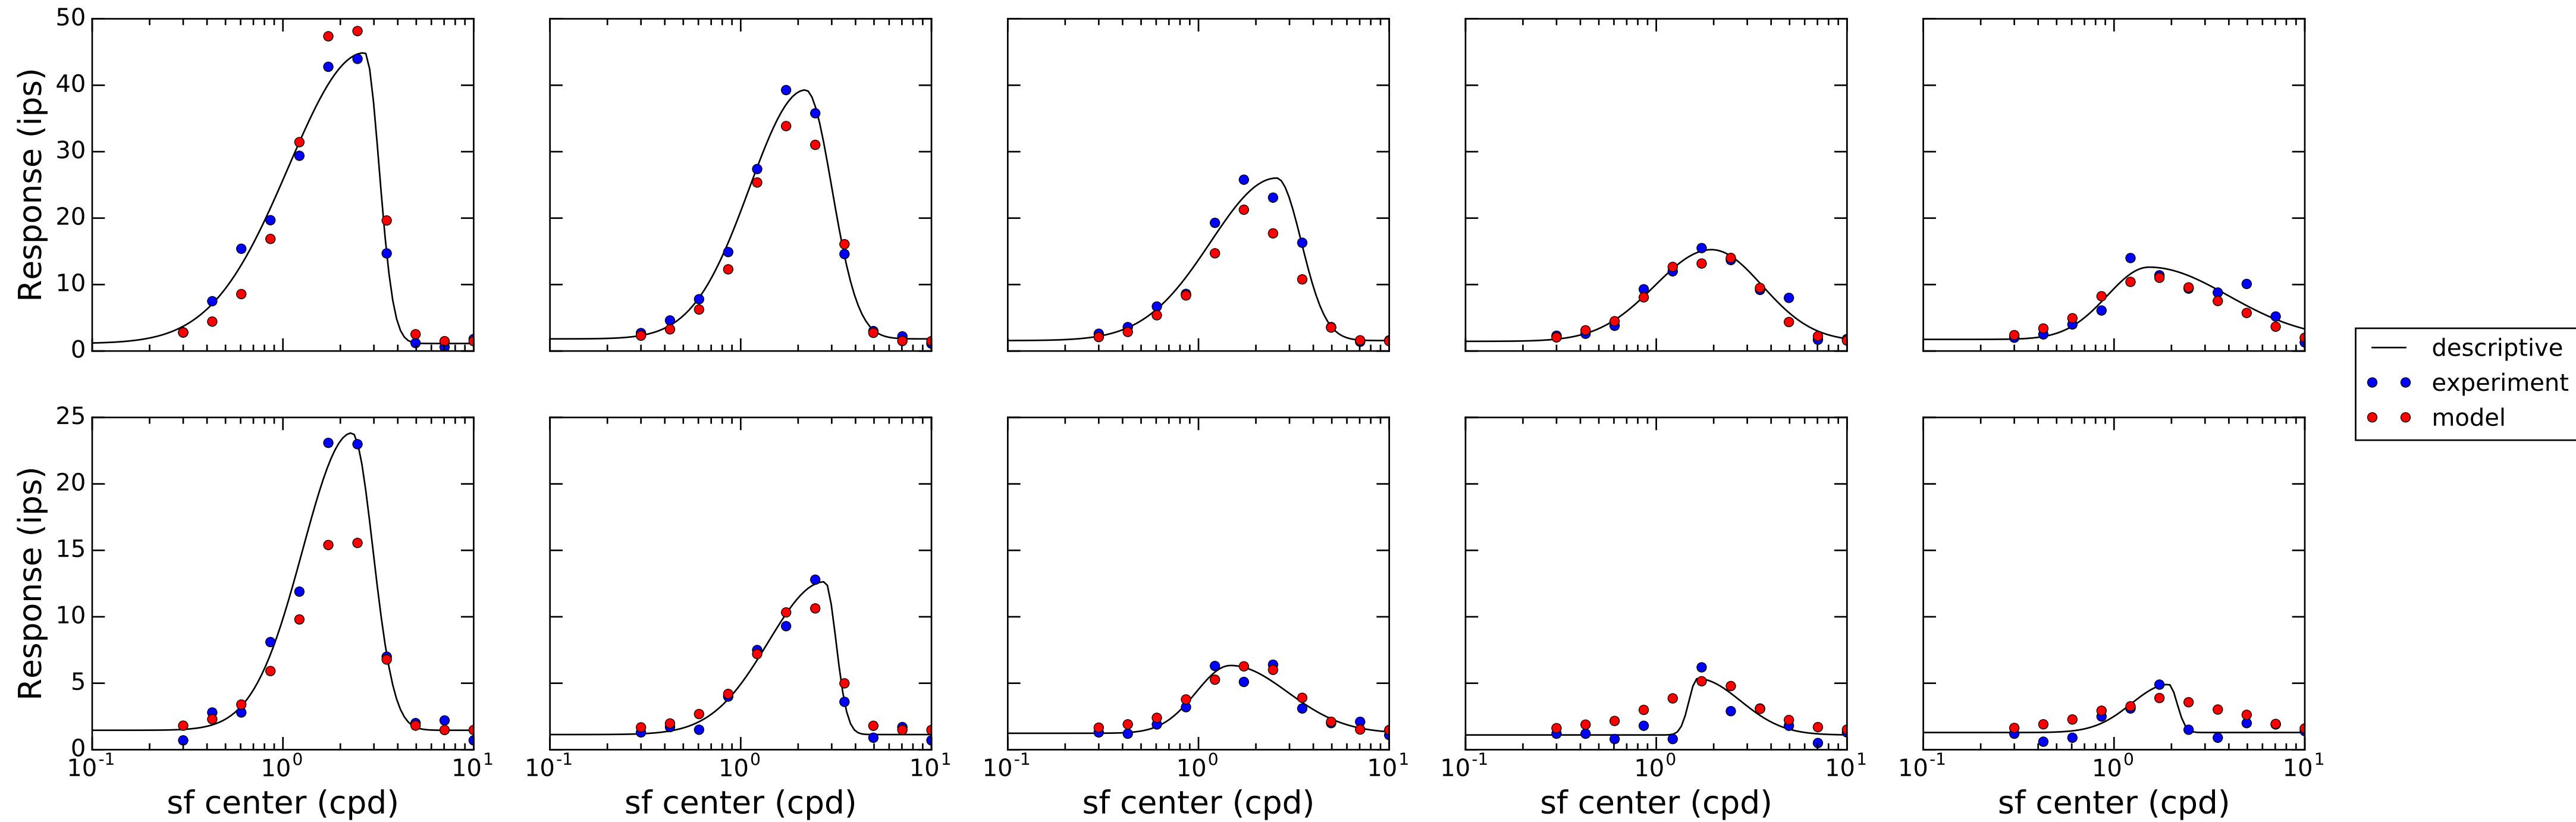 Response (ips)
50
40
30
20
10
0
descriptive
experiment
model
Response (ips)
25
20
15
10
5
0
10⁻¹ 10⁰ 10¹
10⁻¹ 10⁰ 10¹
10⁻¹ 10⁰ 10¹
10⁻¹ 10⁰ 10¹
10⁻¹ 10⁰ 10¹
sf center (cpd)
sf center (cpd)
sf center (cpd)
sf center (cpd)
sf center (cpd)